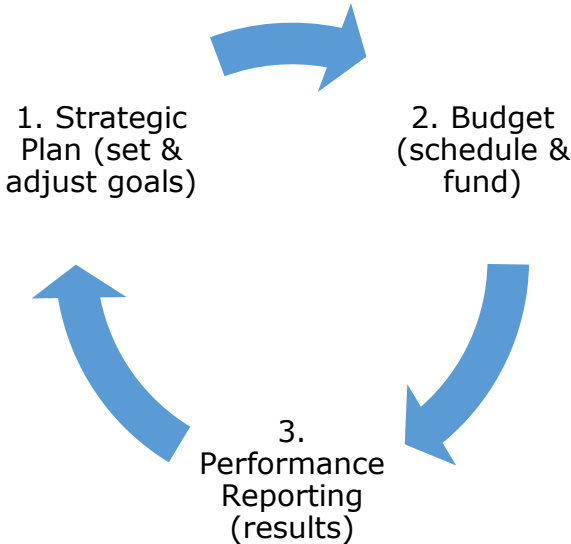 1. Strategic
Plan (set &
adjust goals)
2. Budget
(schedule &
fund)
3.
Performance
Reporting
(results)